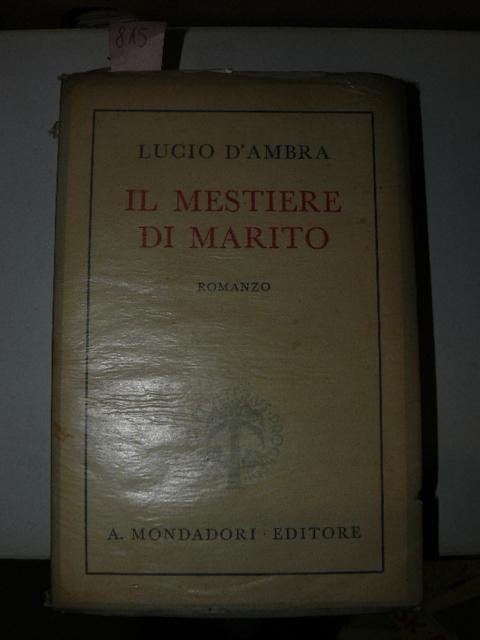 815
LUCIO D'AMBRA
IL MESTIERE
DI MARITO
ROMANZO
A. MONDADORI · EDITORE